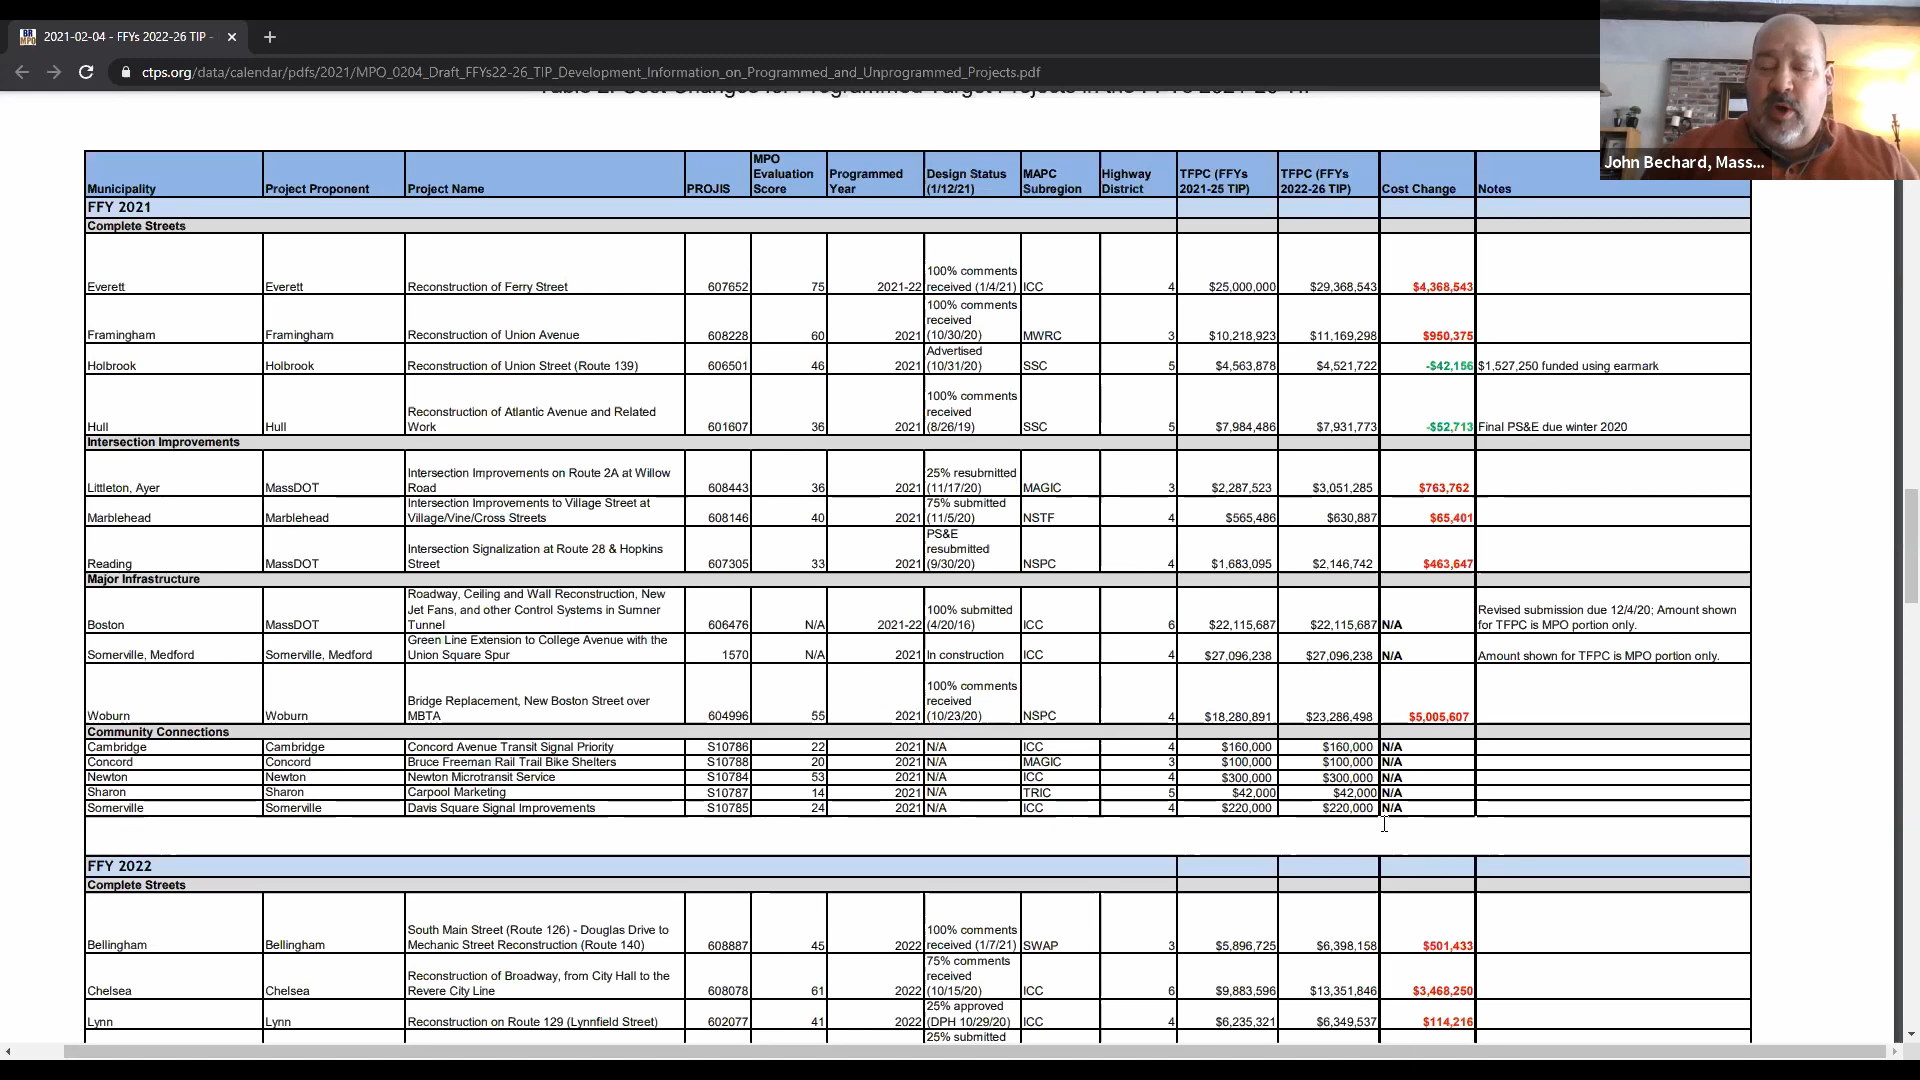 2021-02-04 - FFYs 2022-26 TIP -
ctps.org/data/calendar/pdfs/2021/MPO_0204_Draft_FFYs22-26_TIP_Development_Information_on_Programmed_and_Unprogrammed_Projects.pdf
John Bechard, Mass...
Table 2: Cost Changes for Programmed Target Projects in the FFYs 2021-25 TIP
Municipality Project Proponent Project Name PROJIS MPO Evaluation Score Programmed Year Design Status (1/12/21) MAPC Subregion Highway District TFPC (FFYs 2021-25 TIP) TFPC (FFYs 2022-26 TIP) Cost Change Notes
FFY 2021
Complete Streets
Everett Everett Reconstruction of Ferry Street 607652 75 2021-22 100% comments received (1/4/21) ICC 4 $25,000,000 $29,368,543 $4,368,543
Framingham Framingham Reconstruction of Union Avenue 608228 60 2021 100% comments received (10/30/20) MWRC 3 $10,218,923 $11,169,298 $950,375
Holbrook Holbrook Reconstruction of Union Street (Route 139) 606501 46 2021 Advertised (10/31/20) SSC 5 $4,563,878 $4,521,722 -$42,156 $1,527,250 funded using earmark
Hull Hull Reconstruction of Atlantic Avenue and Related Work 601607 36 2021 100% comments received (8/26/19) SSC 5 $7,984,486 $7,931,773 -$52,713 Final PS&E due winter 2020
Intersection Improvements
Littleton, Ayer MassDOT Intersection Improvements on Route 2A at Willow Road 608443 36 2021 25% resubmitted (11/17/20) MAGIC 3 $2,287,523 $3,051,285 $763,762
Marblehead Marblehead Intersection Improvements to Village Street at Village/Vine/Cross Streets 608146 40 2021 75% submitted (11/5/20) NSTF 4 $565,486 $630,887 $65,401
Reading MassDOT Intersection Signalization at Route 28 & Hopkins Street 607305 33 2021 PS&E resubmitted (9/30/20) NSPC 4 $1,683,095 $2,146,742 $463,647
Major Infrastructure
Boston MassDOT Roadway, Ceiling and Wall Reconstruction, New Jet Fans, and other Control Systems in Sumner Tunnel 606476 N/A 2021-22 100% submitted (4/20/16) ICC 6 $22,115,687 $22,115,687 N/A Revised submission due 12/4/20; Amount shown for TFPC is MPO portion only.
Somerville, Medford Somerville, Medford Green Line Extension to College Avenue with the Union Square Spur 1570 N/A 2021 In construction ICC 4 $27,096,238 $27,096,238 N/A Amount shown for TFPC is MPO portion only.
Woburn Woburn Bridge Replacement, New Boston Street over MBTA 604996 55 2021 100% comments received (10/23/20) NSPC 4 $18,280,891 $23,286,498 $5,005,607
Community Connections
Cambridge Cambridge Concord Avenue Transit Signal Priority S10786 22 2021 N/A ICC 4 $160,000 $160,000 N/A
Concord Concord Bruce Freeman Rail Trail Bike Shelters S10788 20 2021 N/A MAGIC 3 $100,000 $100,000 N/A
Newton Newton Newton Microtransit Service S10784 53 2021 N/A ICC 4 $300,000 $300,000 N/A
Sharon Sharon Carpool Marketing S10787 14 2021 N/A TRIC 5 $42,000 $42,000 N/A
Somerville Somerville Davis Square Signal Improvements S10785 24 2021 N/A ICC 4 $220,000 $220,000 N/A
FFY 2022
Complete Streets
Bellingham Bellingham South Main Street (Route 126) - Douglas Drive to Mechanic Street Reconstruction (Route 140) 608887 45 2022 100% comments received (1/7/21) SWAP 3 $5,896,725 $6,398,158 $501,433
Chelsea Chelsea Reconstruction of Broadway, from City Hall to the Revere City Line 608078 61 2022 75% comments received (10/15/20) ICC 6 $9,883,596 $13,351,846 $3,468,250
Lynn Lynn Reconstruction on Route 129 (Lynnfield Street) 602077 41 2022 25% approved (DPH 10/29/20) ICC 4 $6,235,321 $6,349,537 $114,216
25% submitted